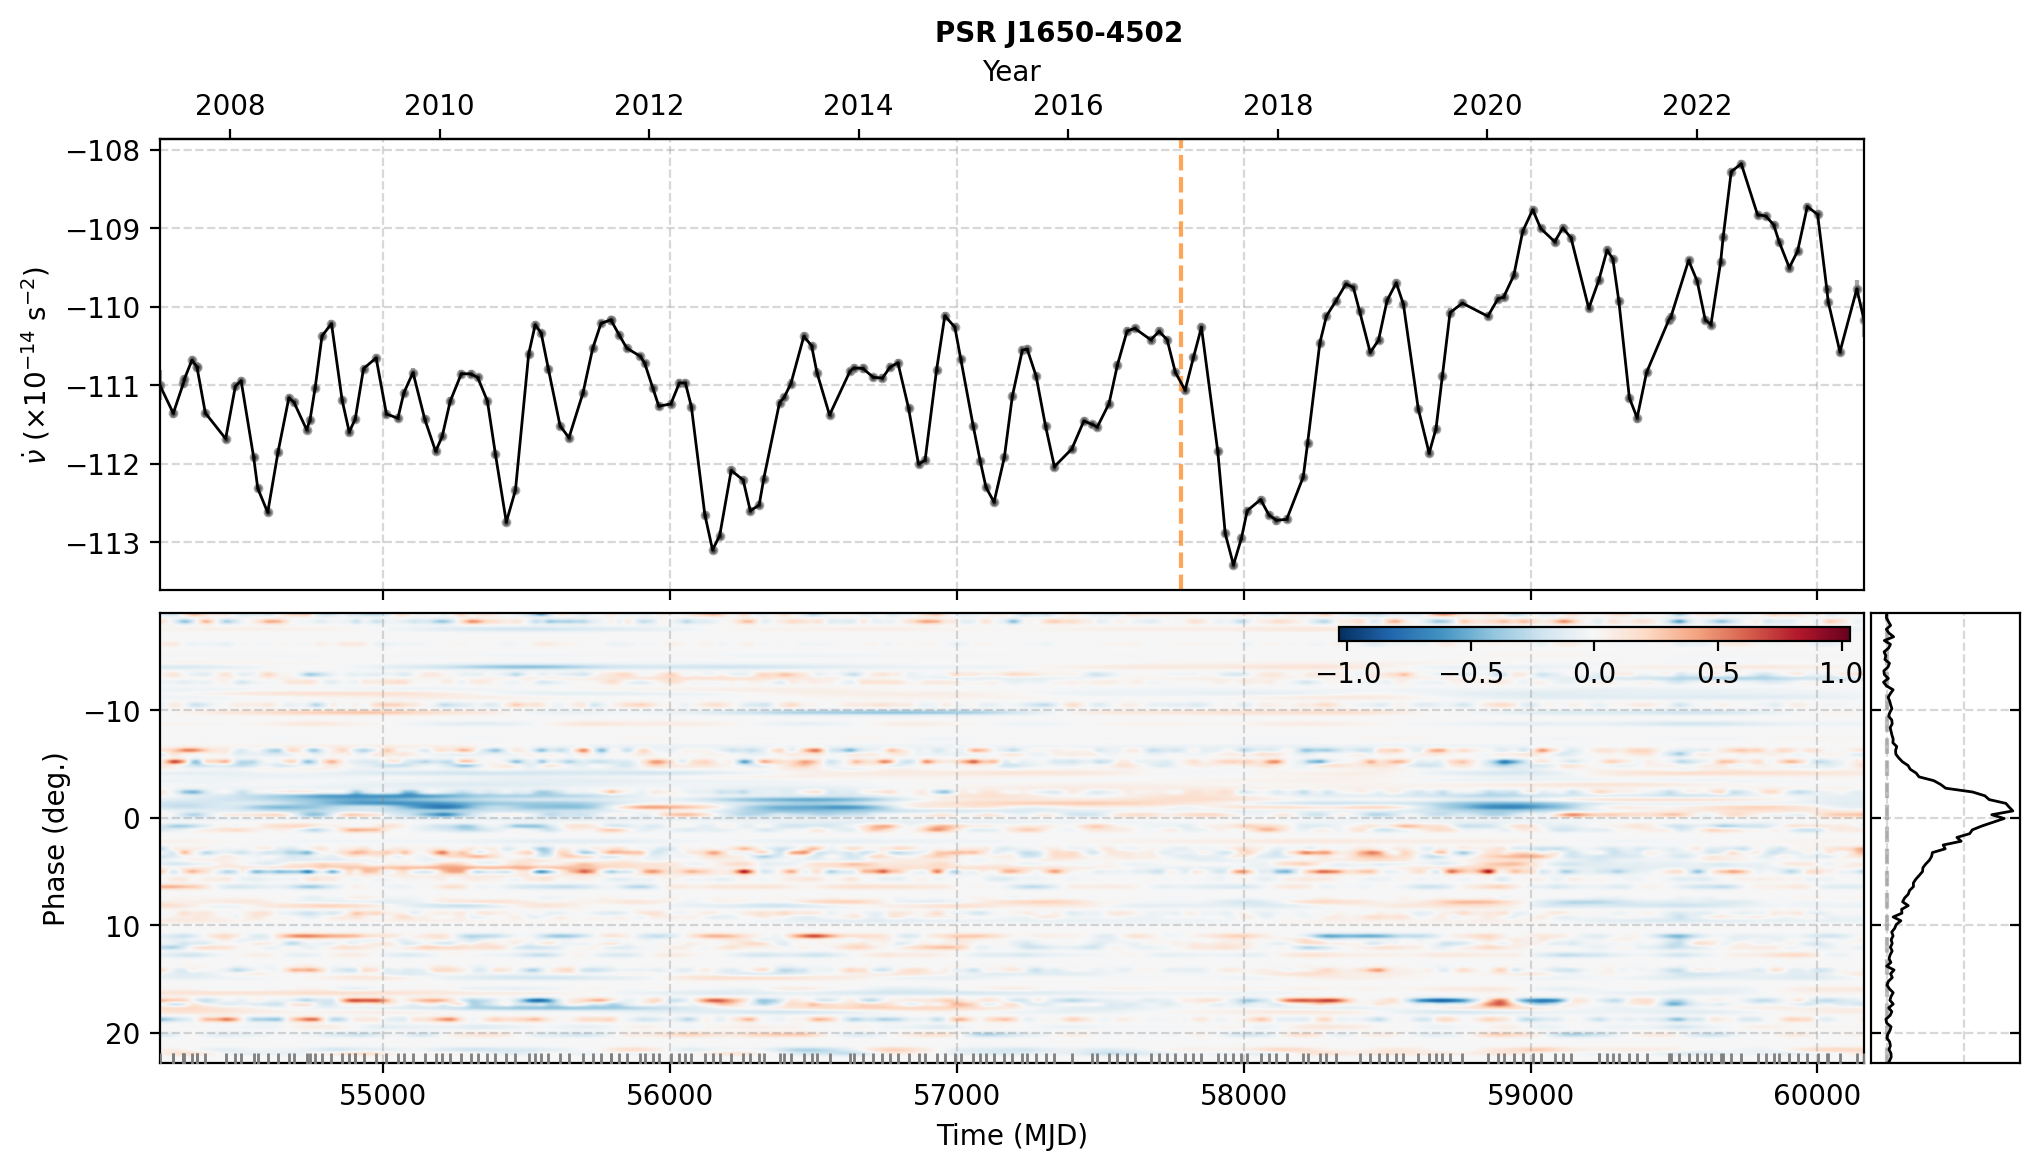 PSR J1650-4502
Year
2008 2010 2012 2014 2016 2018 2020 2022
−108
−109
−110
−111
−112
−113
ν̇ (×10⁻¹⁴ s⁻²)
−1.0 −0.5 0.0 0.5 1.0
−10
0
10
20
Phase (deg.)
55000 56000 57000 58000 59000 60000
Time (MJD)